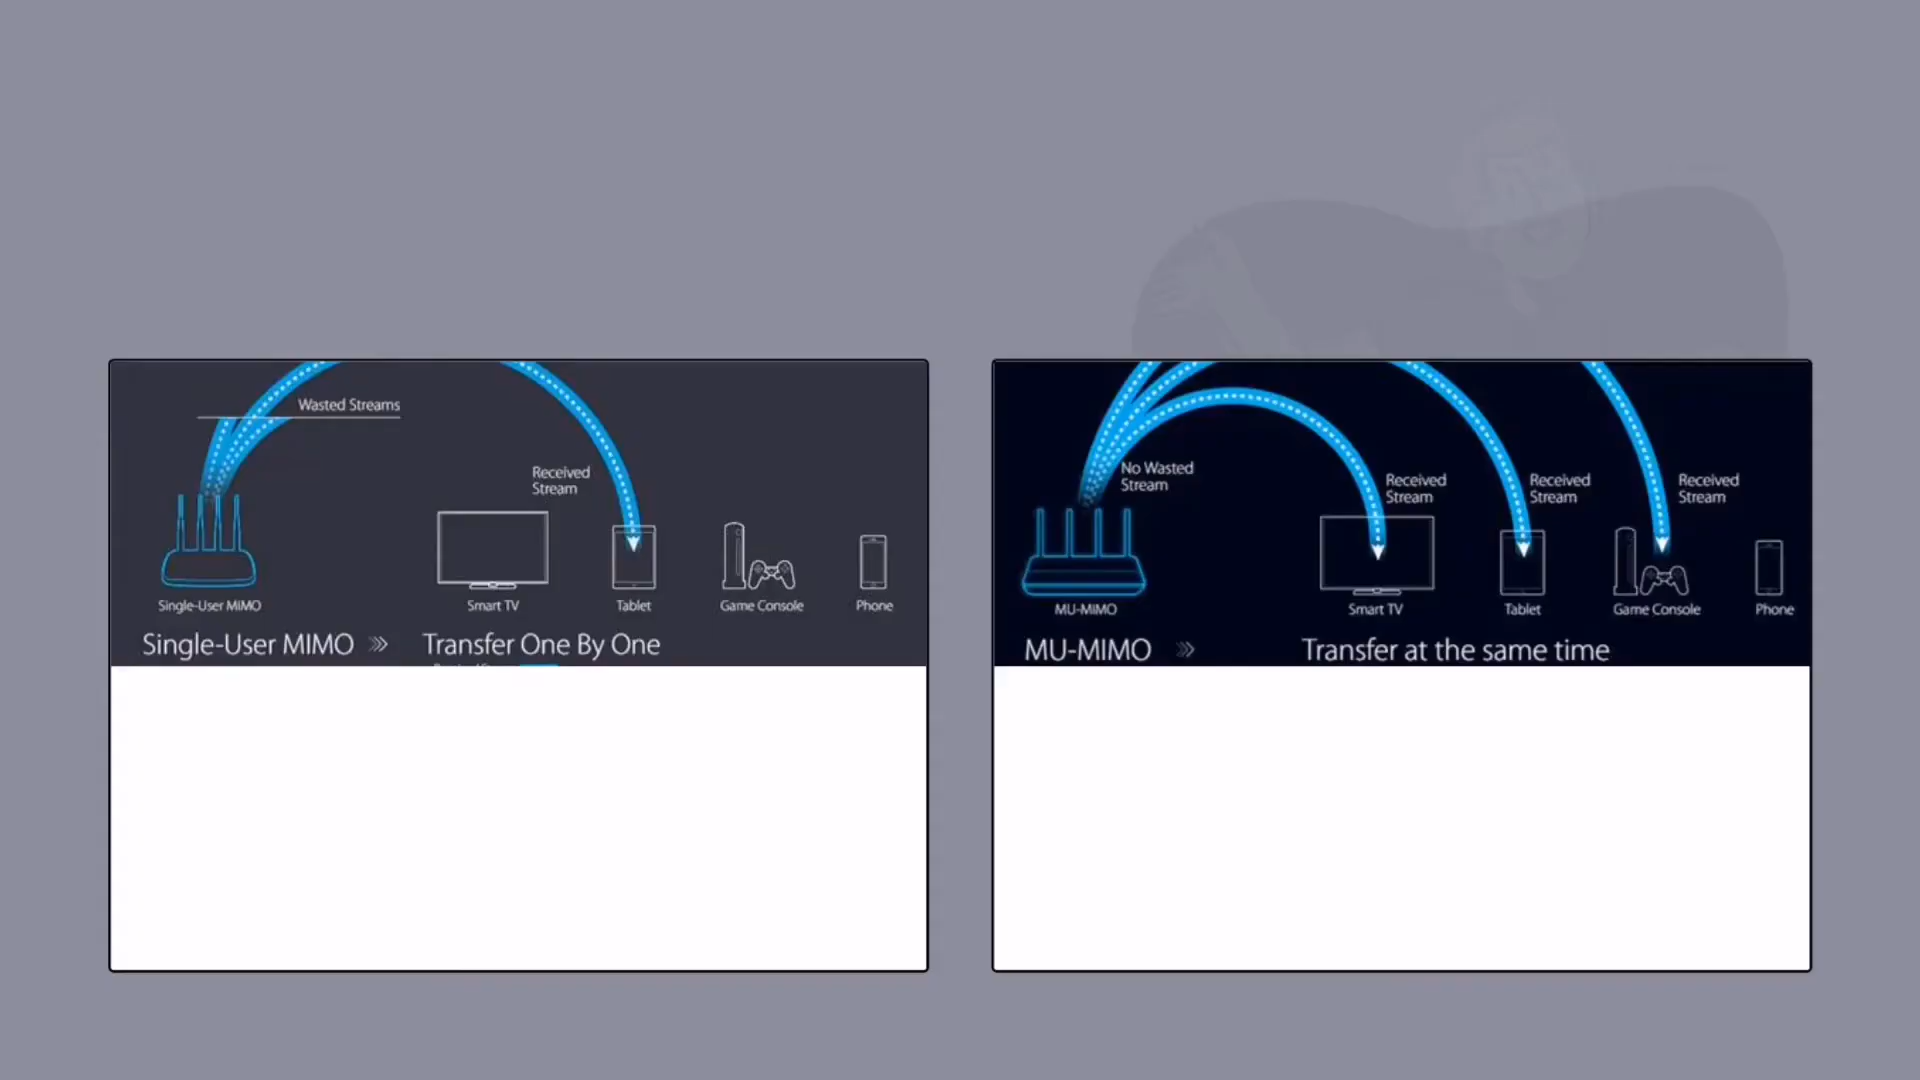 Wasted Streams
Received
Stream
Single-User MIMO
Smart TV
Tablet
Game Console
Phone
Single-User MIMO
Transfer One By One
No Wasted
Stream
Received
Stream
Received
Stream
Received
Stream
MU-MIMO
Smart TV
Tablet
Game Console
Phone
MU-MIMO
Transfer at the same time